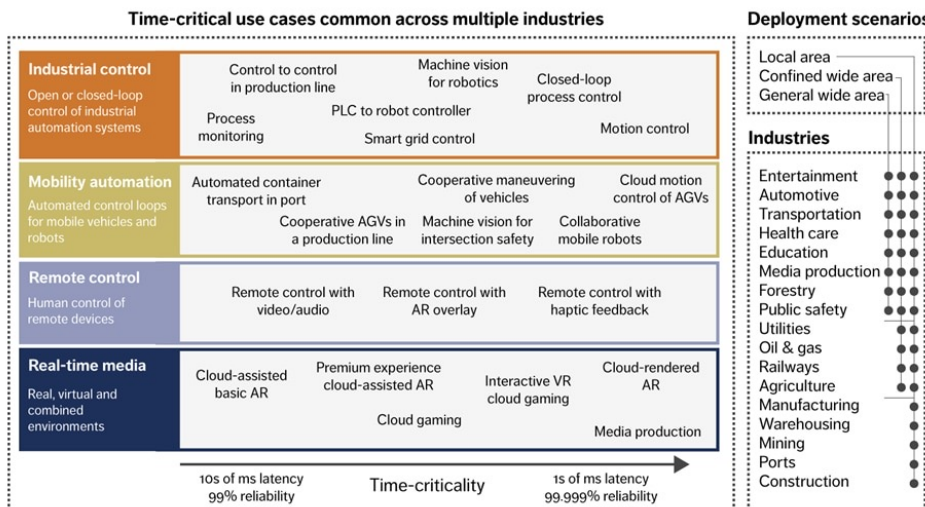 Time-critical use cases common across multiple industries
Industrial control
Open or closed-loop
control of industrial
automation systems
Control to control
in production line
Machine vision
for robotics
Closed-loop
process control
PLC to robot controller
Process
monitoring
Smart grid control
Motion control
Mobility automation
Automated control loops
for mobile vehicles and
robots
Automated container
transport in port
Cooperative maneuvering
of vehicles
Cloud motion
control of AGVs
Cooperative AGVs in
a production line
Machine vision for
intersection safety
Collaborative
mobile robots
Remote control
Human control of
remote devices
Remote control with
video/audio
Remote control with
AR overlay
Remote control with
haptic feedback
Real-time media
Real, virtual and
combined
environments
Cloud-assisted
basic AR
Premium experience
cloud-assisted AR
Interactive VR
cloud gaming
Cloud-rendered
AR
Cloud gaming
Media production
10s of ms latency
99% reliability
Time-criticality
1s of ms latency
99.999% reliability
Deployment scenarios
Local area
Confined wide area
General wide area
Industries
Entertainment
Automotive
Transportation
Health care
Education
Media production
Forestry
Public safety
Utilities
Oil & gas
Railways
Agriculture
Manufacturing
Warehousing
Mining
Ports
Construction